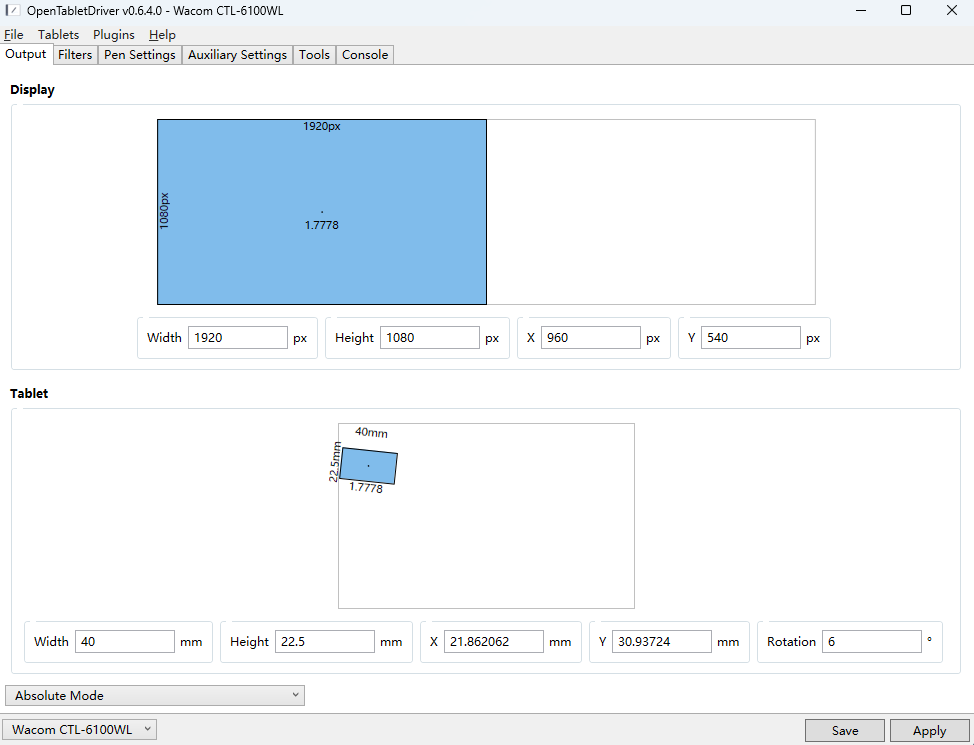 OpenTabletDriver v0.6.4.0 - Wacom CTL-6100WL
File Tablets Plugins Help
Output Filters Pen Settings Auxiliary Settings Tools Console
Display
1920px
1080px
1.7778
Width 1920 px Height 1080 px X 960 px Y 540 px
Tablet
40mm
22.5mm
1.7778
Width 40 mm Height 22.5 mm X 21.862062 mm Y 30.93724 mm Rotation 6 °
Absolute Mode
Wacom CTL-6100WL Save Apply